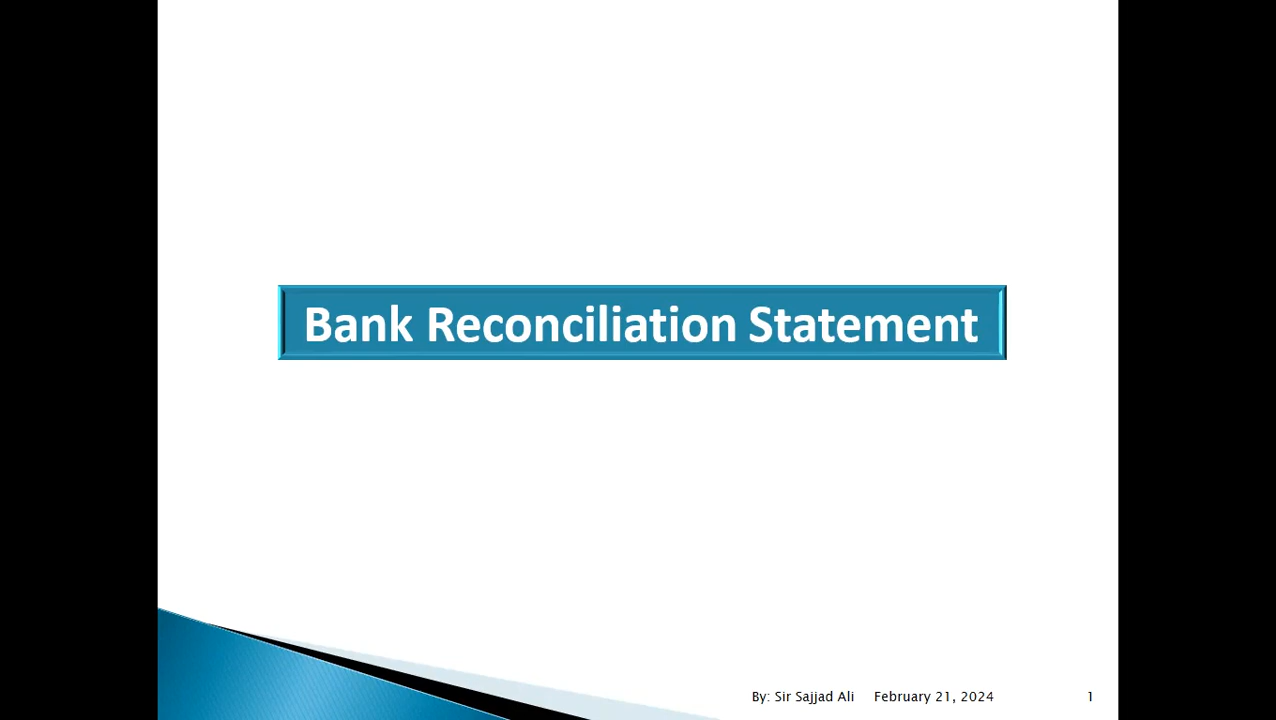 Bank Reconciliation Statement
By: Sir Sajjad Ali February 21, 2024 1